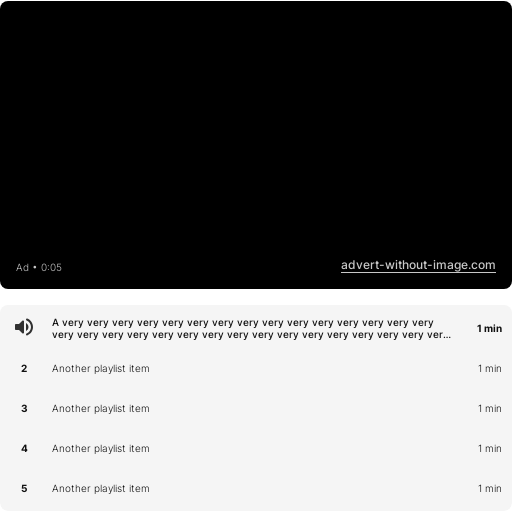 Ad • 0:05
advert-without-image.com
A very very very very very very very very very very very very very very very
very very very very very very very very very very very very very very very ver...
1 min
2 Another playlist item 1 min
3 Another playlist item 1 min
4 Another playlist item 1 min
5 Another playlist item 1 min